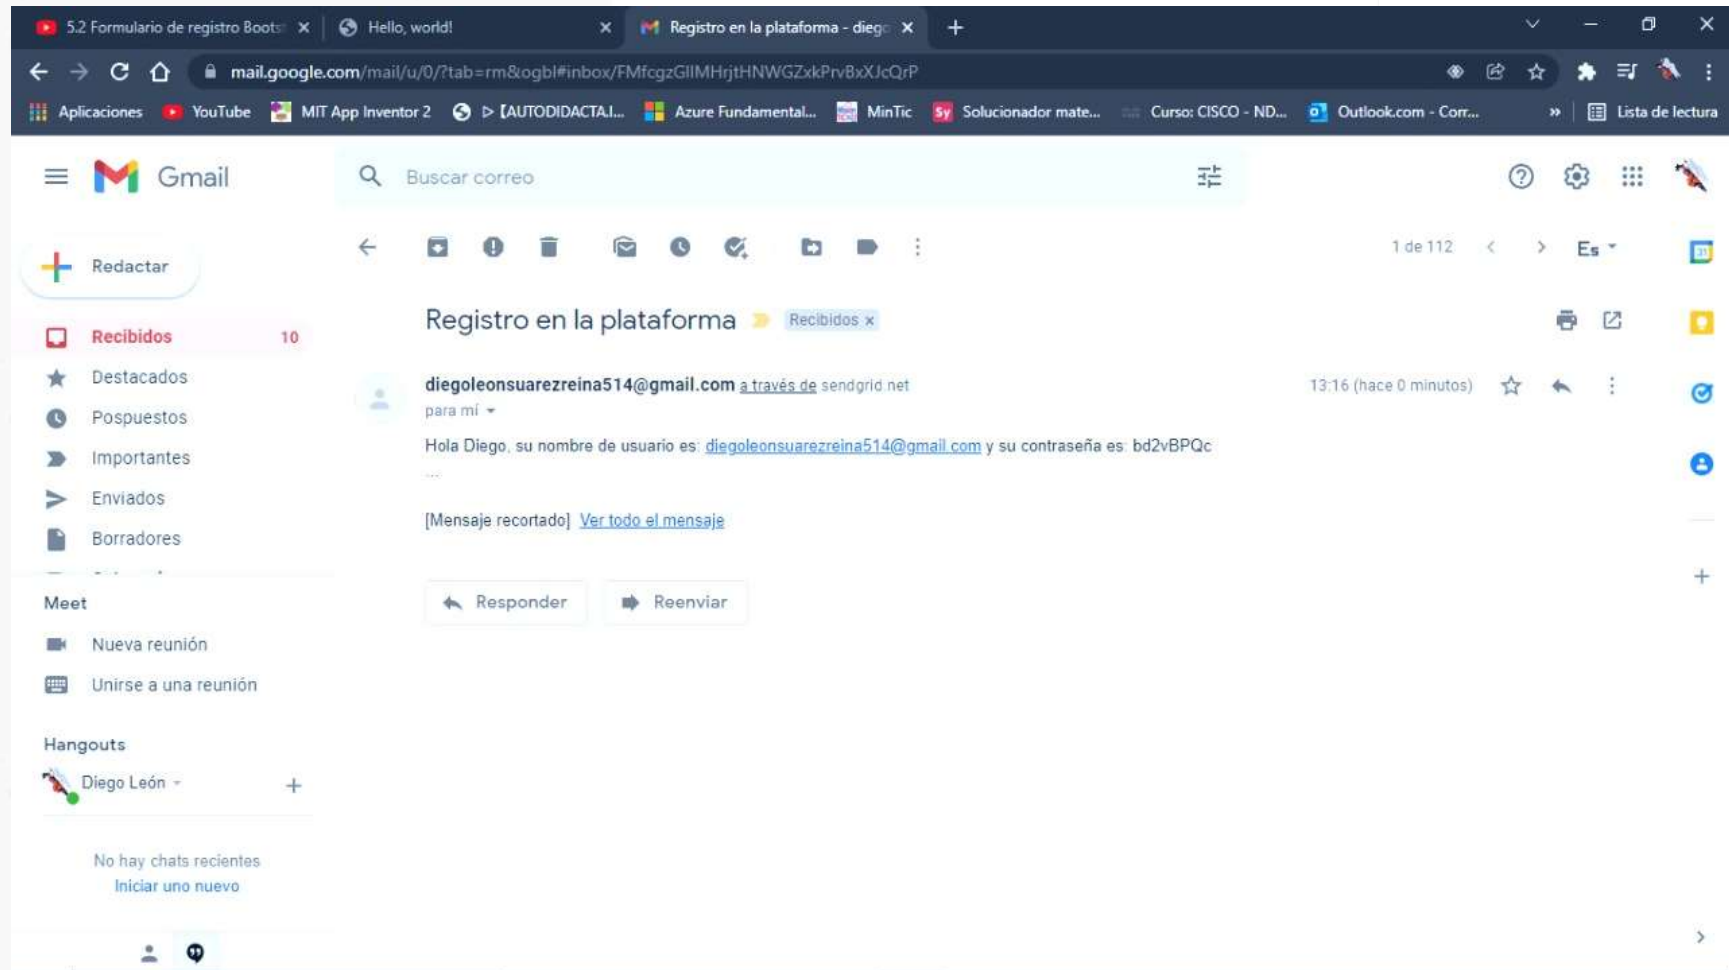 5.2 Formulario de registro Boots
Hello, world!
Registro en la plataforma - diego
mail.google.com/mail/u/0/?tab=rm&ogbl#inbox/FMfcgzGllMHrjtHNWGZxkPrvBxXJcQrP
Aplicaciones
YouTube
MIT App Inventor 2
▷ [AUTODIDACTA.I...
Azure Fundamental...
MinTic
Sy
Solucionador mate...
Curso: CISCO - ND...
Outlook.com - Corr...
»
Lista de lectura
Gmail
Buscar correo
Redactar
1 de 112
Es
31
Registro en la plataforma
Recibidos x
Recibidos 10
Destacados
Pospuestos
Importantes
Enviados
Borradores
diegoleonsuarezreina514@gmail.com a través de sendgrid.net
13:16 (hace 0 minutos)
para mí
Hola Diego, su nombre de usuario es: diegoleonsuarezreina514@gmail.com y su contraseña es: bd2vBPQc
...
[Mensaje recortado] Ver todo el mensaje
Responder
Reenviar
Meet
Nueva reunión
Unirse a una reunión
Hangouts
Diego León
No hay chats recientes
Iniciar uno nuevo